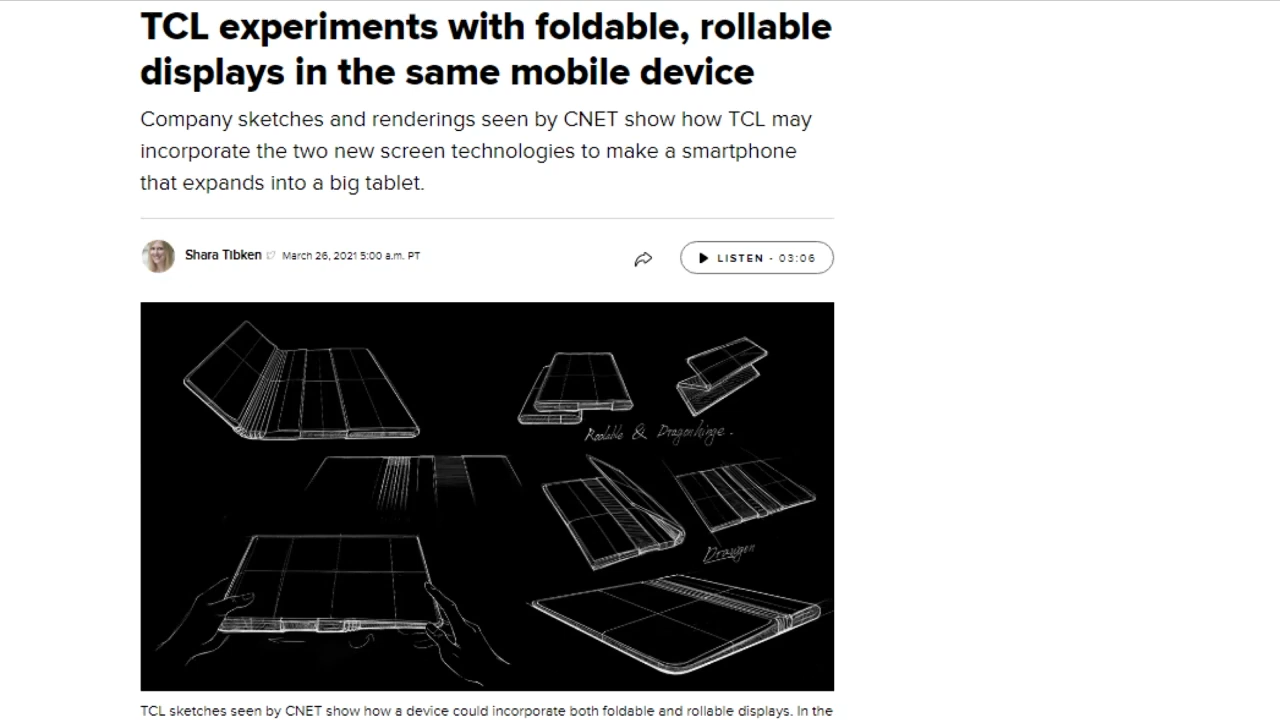 TCL experiments with foldable, rollable
displays in the same mobile device
Company sketches and renderings seen by CNET show how TCL may
incorporate the two new screen technologies to make a smartphone
that expands into a big tablet.
Shara Tibken March 26, 2021 5:00 a.m. PT
LISTEN - 03:06
& Dragonhinge.
TCL sketches seen by CNET show how a device could incorporate both foldable and rollable displays. In the